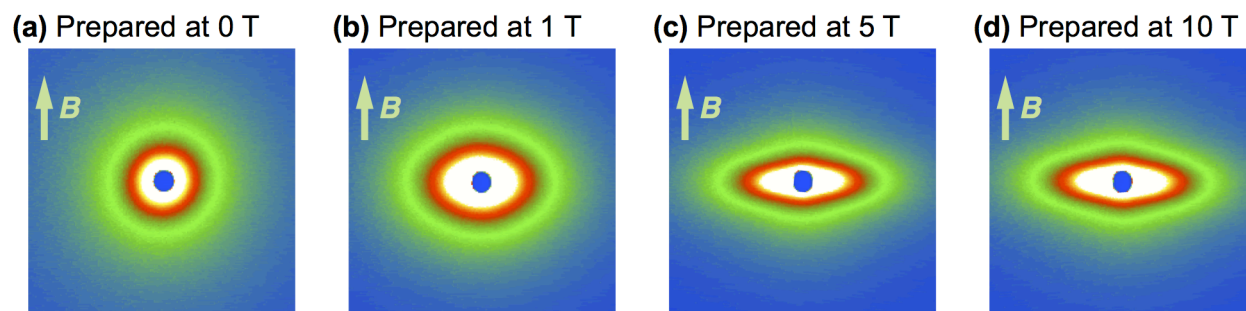 (a) Prepared at 0 T
(b) Prepared at 1 T
(c) Prepared at 5 T
(d) Prepared at 10 T
B
B
B
B